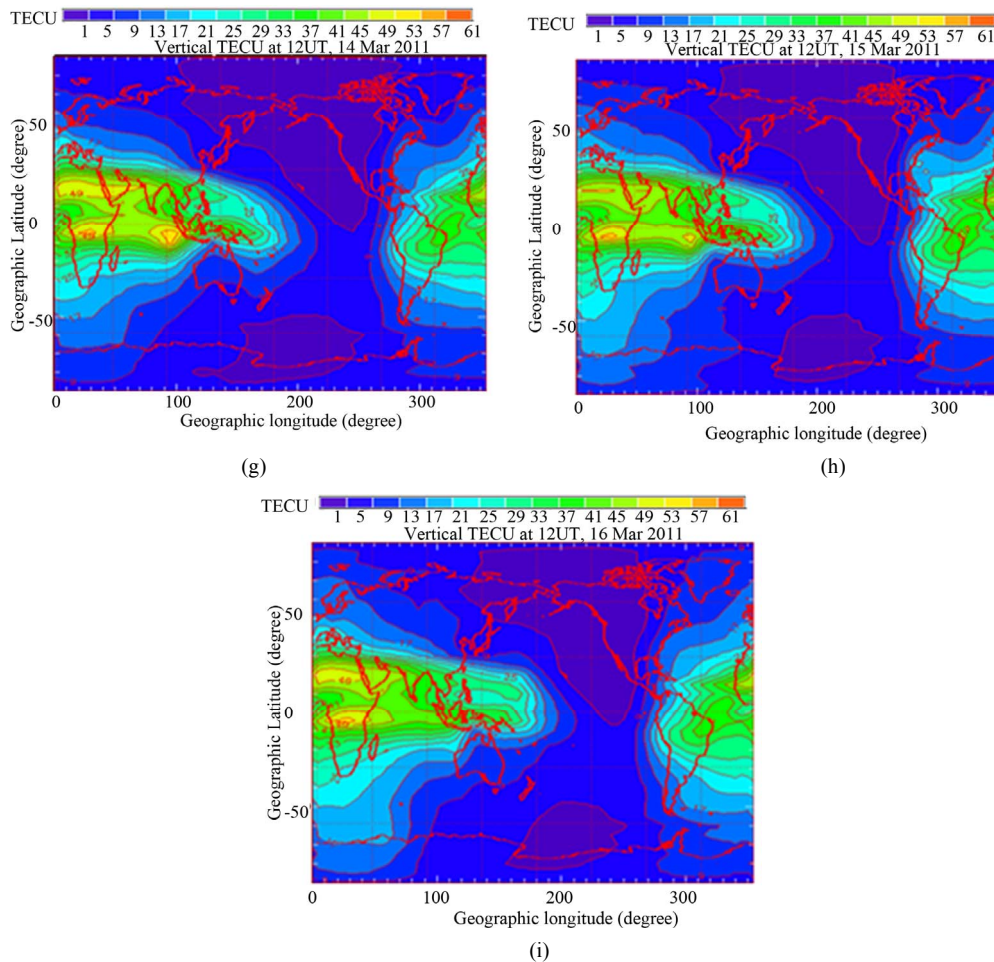 TECU
1 5 9 13 17 21 25 29 33 37 41 45 49 53 57 61
Vertical TECU at 12UT, 14 Mar 2011
Geographic Latitude (degree)
50
0
-50
0 100 200 300
Geographic longitude (degree)
(g)
TECU
1 5 9 13 17 21 25 29 33 37 41 45 49 53 57 61
Vertical TECU at 12UT, 15 Mar 2011
Geographic Latitude (degree)
50
0
-50
0 100 200 300
Geographic longitude (degree)
(h)
TECU
1 5 9 13 17 21 25 29 33 37 41 45 49 53 57 61
Vertical TECU at 12UT, 16 Mar 2011
Geographic Latitude (degree)
50
0
-50
0 100 200 300
Geographic longitude (degree)
(i)